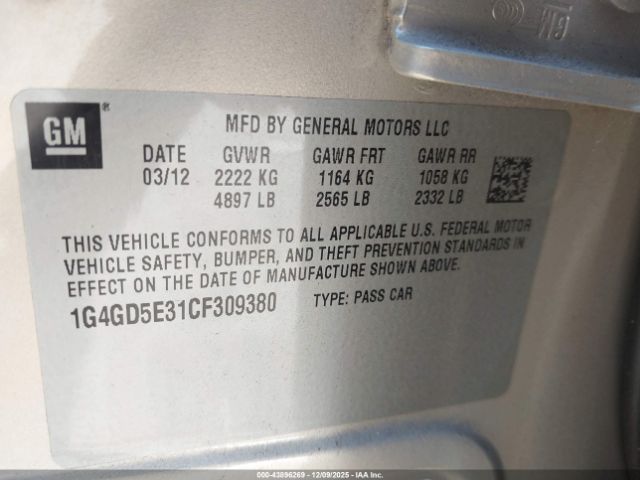 GM
GM®
MFD BY GENERAL MOTORS LLC
DATE GVWR GAWR FRT GAWR RR
03/12 2222 KG 1164 KG 1058 KG
4897 LB 2565 LB 2332 LB
THIS VEHICLE CONFORMS TO ALL APPLICABLE U.S. FEDERAL MOTOR
VEHICLE SAFETY, BUMPER, AND THEFT PREVENTION STANDARDS IN
EFFECT ON THE DATE OF MANUFACTURE SHOWN ABOVE.
1G4GD5E31CF309380 TYPE: PASS CAR
000-43896269 - 12/09/2025 - IAAI.com